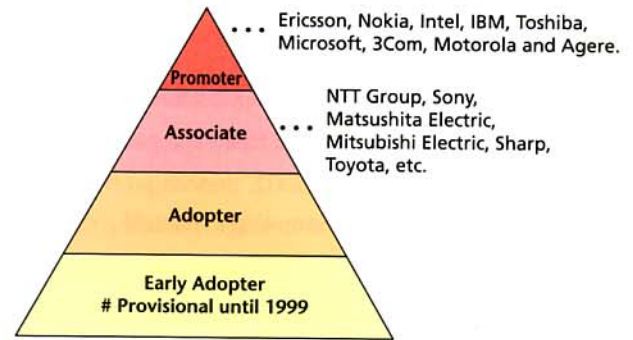 Ericsson, Nokia, Intel, IBM, Toshiba,
Microsoft, 3Com, Motorola and Agere.
Promoter
NTT Group, Sony,
Matsushita Electric,
Mitsubishi Electric, Sharp,
Toyota, etc.
Associate
Adopter
Early Adopter
# Provisional until 1999